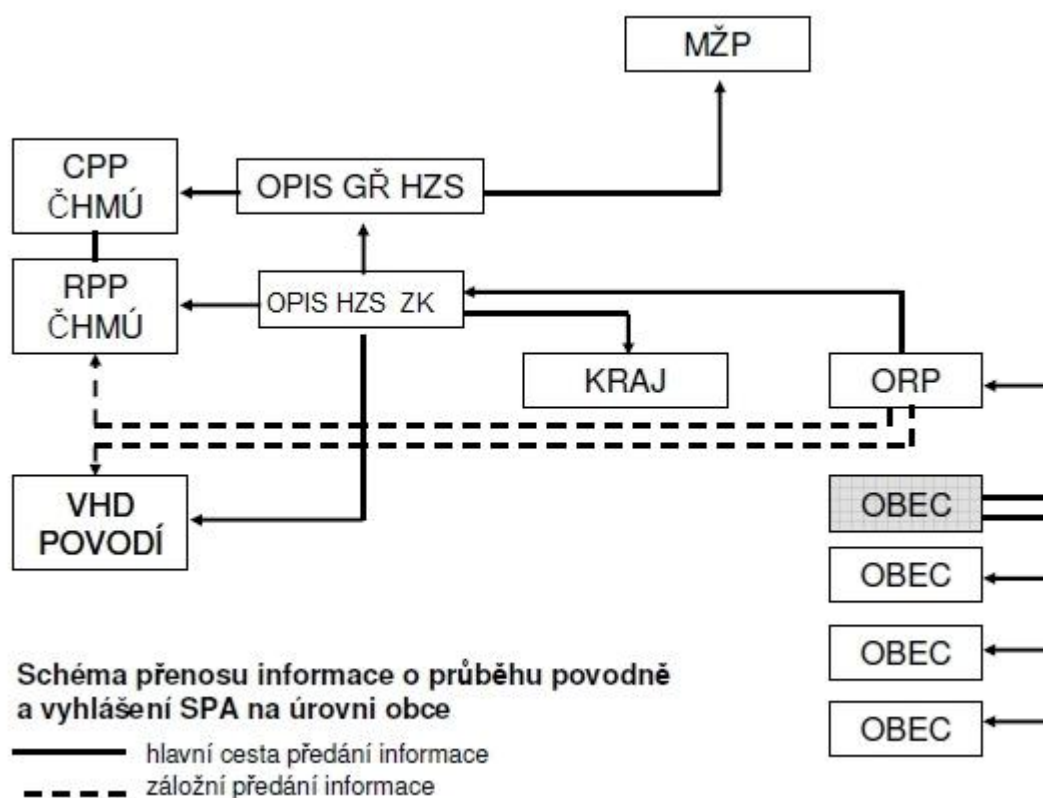 MŽP
CPP
ČHMÚ
OPIS GŘ HZS
RPP
ČHMÚ
OPIS HZS ZK
KRAJ
ORP
VHD
POVODÍ
OBEC
OBEC
OBEC
OBEC
Schéma přenosu informace o průběhu povodně
a vyhlášení SPA na úrovni obce
hlavní cesta předání informace
záložní předání informace